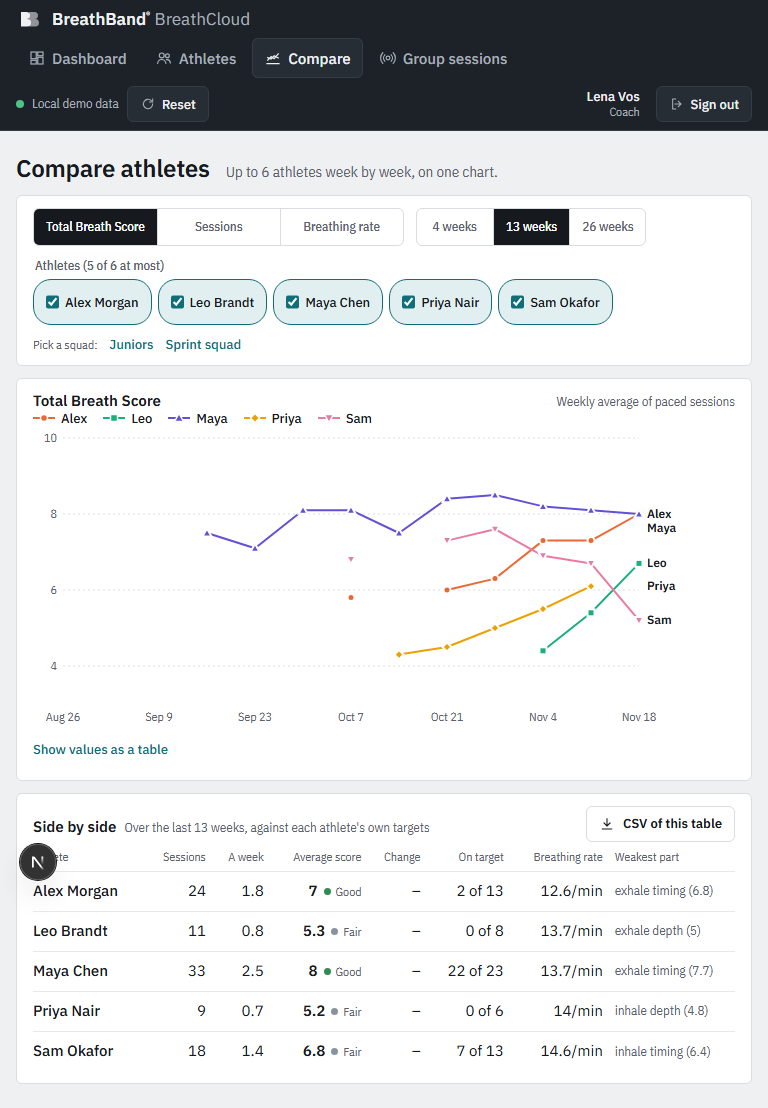 BreathBand® BreathCloud
Dashboard Athletes Compare Group sessions
Local demo data Reset Lena Vos Coach Sign out
Compare athletes Up to 6 athletes week by week, on one chart.
Total Breath Score Sessions Breathing rate 4 weeks 13 weeks 26 weeks
Athletes (5 of 6 at most)
Alex Morgan Leo Brandt Maya Chen Priya Nair Sam Okafor
Pick a squad: Juniors Sprint squad
Total Breath Score Weekly average of paced sessions
Alex Leo Maya Priya Sam
10
8
6
4
Alex
Maya
Leo
Priya
Sam
Aug 26 Sep 9 Sep 23 Oct 7 Oct 21 Nov 4 Nov 18
Show values as a table
Side by side Over the last 13 weeks, against each athlete's own targets CSV of this table
N
Sessions A week Average score Change On target Breathing rate Weakest part
Alex Morgan 24 1.8 7 Good – 2 of 13 12.6/min exhale timing (6.8)
Leo Brandt 11 0.8 5.3 Fair – 0 of 8 13.7/min exhale depth (5)
Maya Chen 33 2.5 8 Good – 22 of 23 13.7/min exhale timing (7.7)
Priya Nair 9 0.7 5.2 Fair – 0 of 6 14/min inhale depth (4.8)
Sam Okafor 18 1.4 6.8 Fair – 7 of 13 14.6/min inhale timing (6.4)